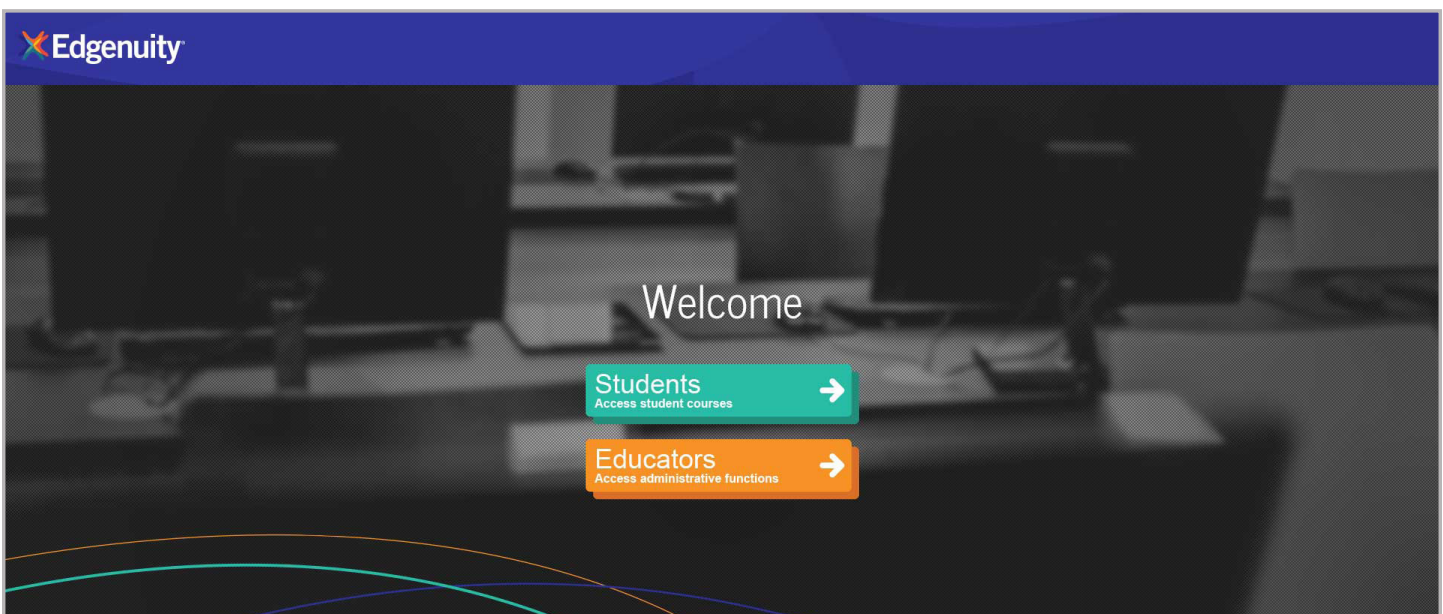 Edgenuity
Welcome
Students
Access student courses
Educators
Access administrative functions